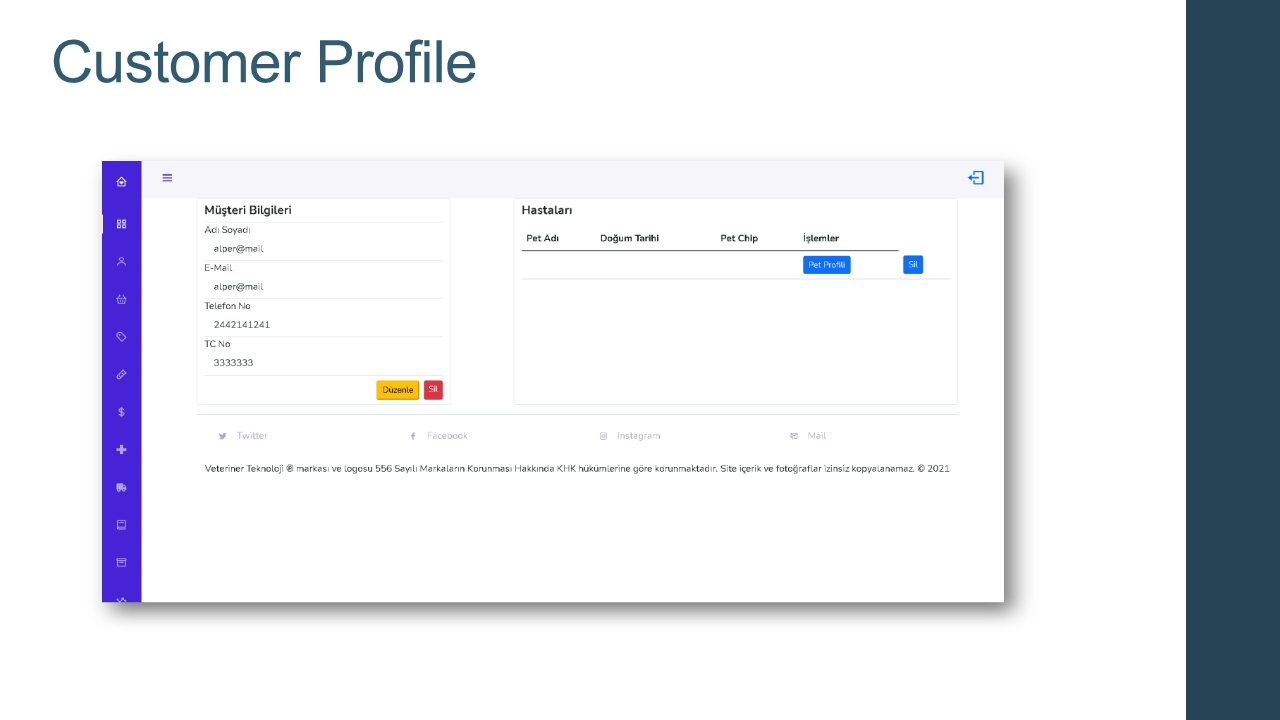 Customer Profile
Müşteri Bilgileri
Adı Soyadı
alper@mail
E-Mail
alper@mail
Telefon No
2442141241
TC No
3333333
Düzenle Sil
Hastaları
Pet Adı Doğum Tarihi Pet Chip İşlemler
Pet Profili Sil
Twitter Facebook Instagram Mail
Veteriner Teknoloji ® markası ve logosu 556 Sayılı Markaların Korunması Hakkında KHK hükümlerine göre korunmaktadır. Site içerik ve fotoğraflar izinsiz kopyalanamaz. © 2021